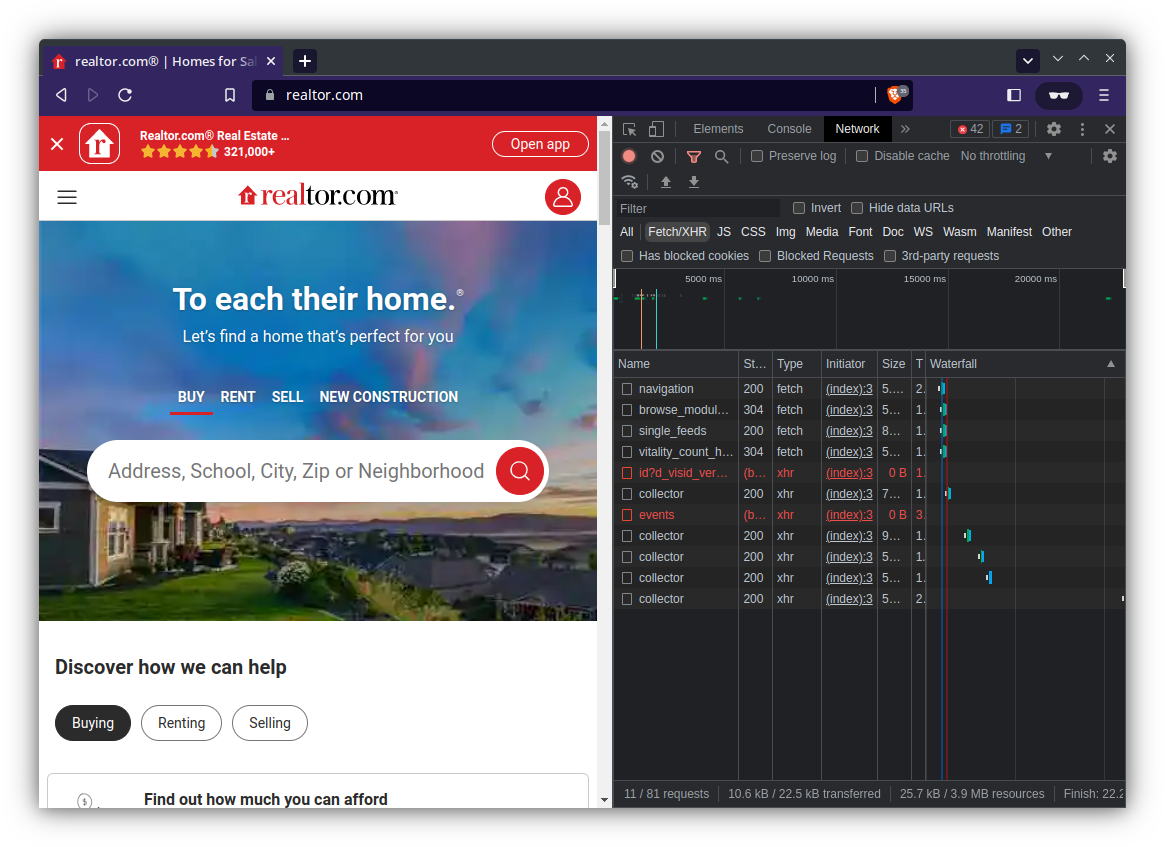 realtor.com® | Homes for Sal
realtor.com
35
Realtor.com® Real Estate ...
321,000+
Open app
realtor.com®
To each their home.®
Let's find a home that's perfect for you
BUY RENT SELL NEW CONSTRUCTION
Address, School, City, Zip or Neighborhood
Discover how we can help
Buying Renting Selling
$
Find out how much you can afford
Elements Console Network » 42 2
Preserve log Disable cache No throttling
Filter Invert Hide data URLs
All Fetch/XHR JS CSS Img Media Font Doc WS Wasm Manifest Other
Has blocked cookies Blocked Requests 3rd-party requests
5000 ms 10000 ms 15000 ms 20000 ms
Name St... Type Initiator Size T Waterfall
navigation 200 fetch (index):3 5.… 2.
browse_modul… 304 fetch (index):3 5… 1.
single_feeds 200 fetch (index):3 8… 1.
vitality_count_h… 304 fetch (index):3 5… 1.
id?d_visid_ver… (b… xhr (index):3 0 B 1.
collector 200 xhr (index):3 7… 1.
events (b… xhr (index):3 0 B 3.
collector 200 xhr (index):3 9… 1.
collector 200 xhr (index):3 5… 1.
collector 200 xhr (index):3 5… 1.
collector 200 xhr (index):3 5… 2.
11 / 81 requests 10.6 kB / 22.5 kB transferred 25.7 kB / 3.9 MB resources Finish: 22.2